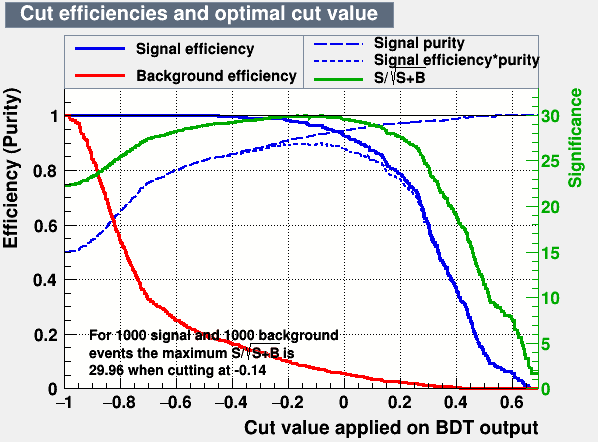 Cut efficiencies and optimal cut value
Signal efficiency
Background efficiency
Signal purity
Signal efficiency*purity
S/√S+B
Efficiency (Purity)
1
0.8
0.6
0.4
0.2
0
Significance
30
25
20
15
10
5
0
For 1000 signal and 1000 background
events the maximum S/√S+B is
29.96 when cutting at -0.14
−1 −0.8 −0.6 −0.4 −0.2 0 0.2 0.4 0.6
Cut value applied on BDT output